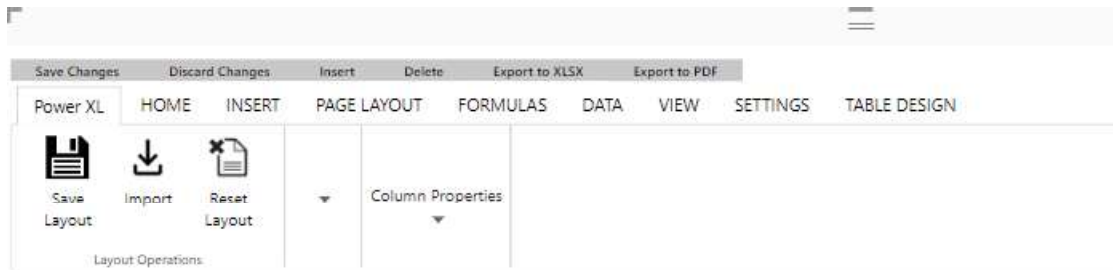 Save Changes Discard Changes Insert Delete Export to XLSX Export to PDF
Power XL HOME INSERT PAGE LAYOUT FORMULAS DATA VIEW SETTINGS TABLE DESIGN
Save Layout
Import
Reset Layout
Column Properties
Layout Operations